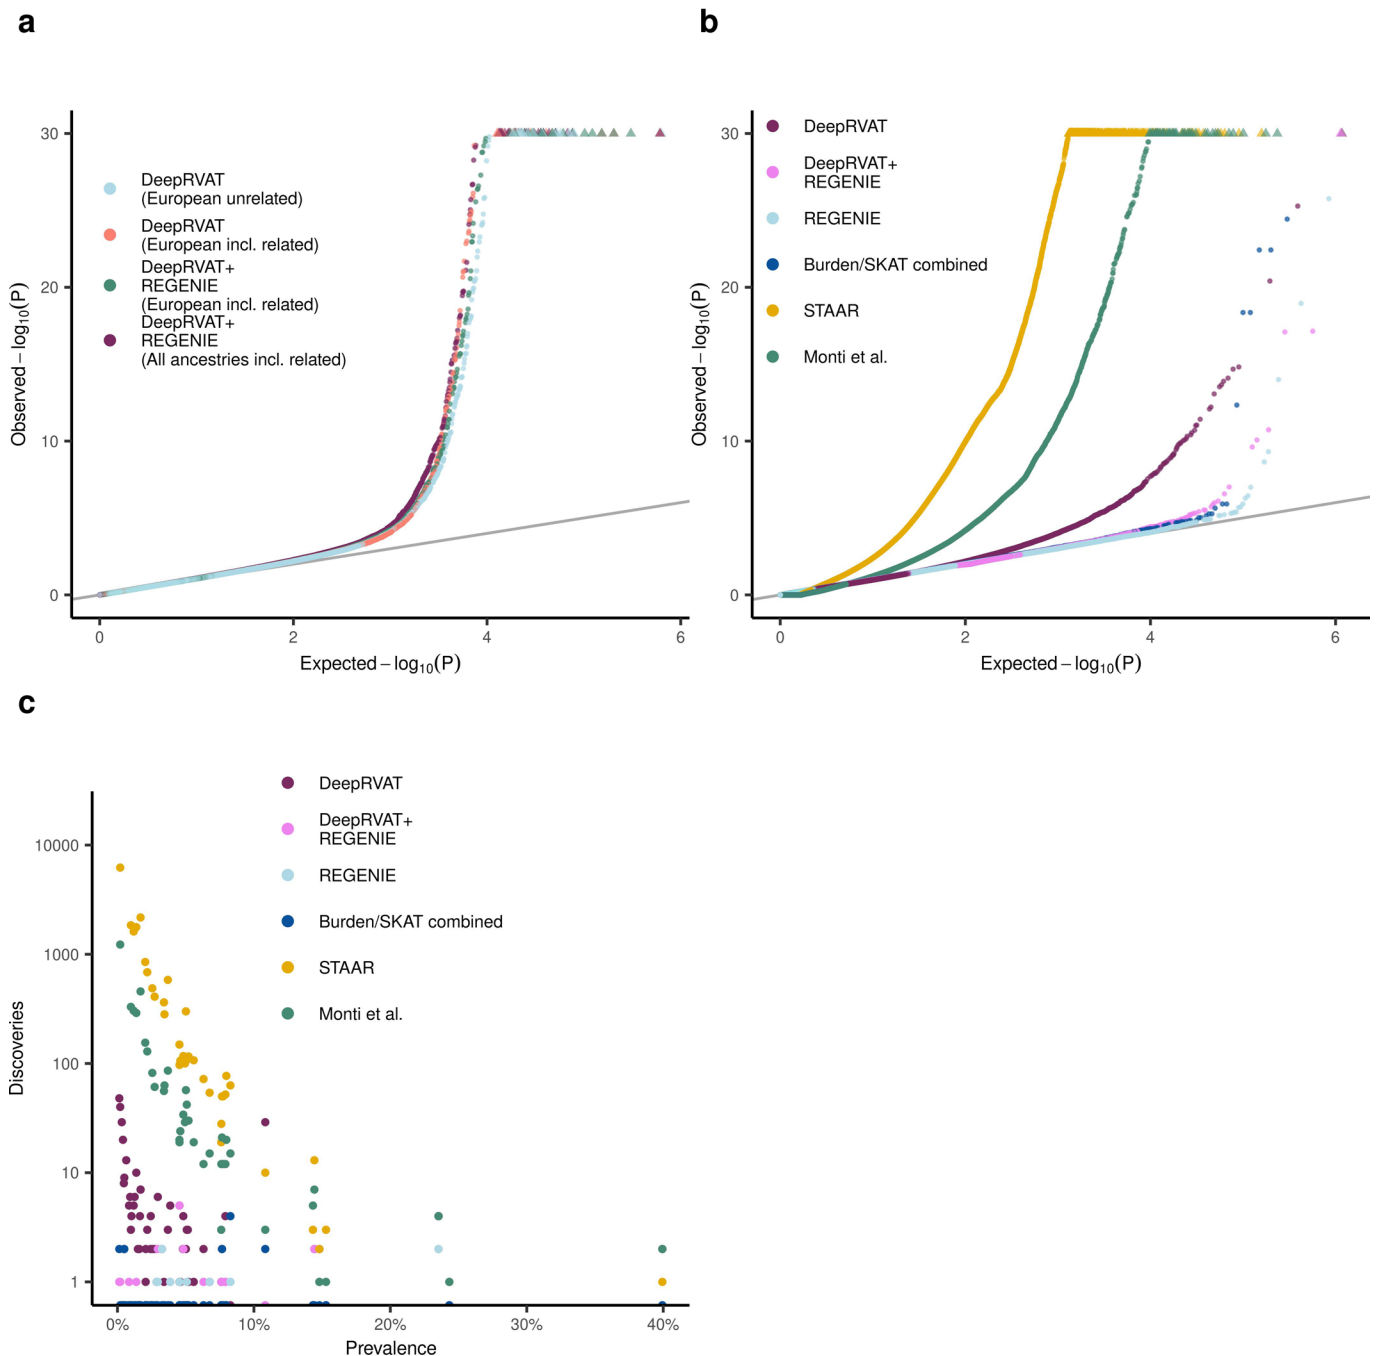 a
30
20
10
0
0
2
4
6
Observed – log10(P)
Expected – log10(P)
DeepRVAT
(European unrelated)
DeepRVAT
(European incl. related)
DeepRVAT+
REGENIE
(European incl. related)
DeepRVAT+
REGENIE
(All ancestries incl. related)
b
30
20
10
0
0
2
4
6
Observed – log10(P)
Expected – log10(P)
DeepRVAT
DeepRVAT+
REGENIE
REGENIE
Burden/SKAT combined
STAAR
Monti et al.
c
10000
1000
100
10
1
0%
10%
20%
30%
40%
Discoveries
Prevalence
DeepRVAT
DeepRVAT+
REGENIE
REGENIE
Burden/SKAT combined
STAAR
Monti et al.